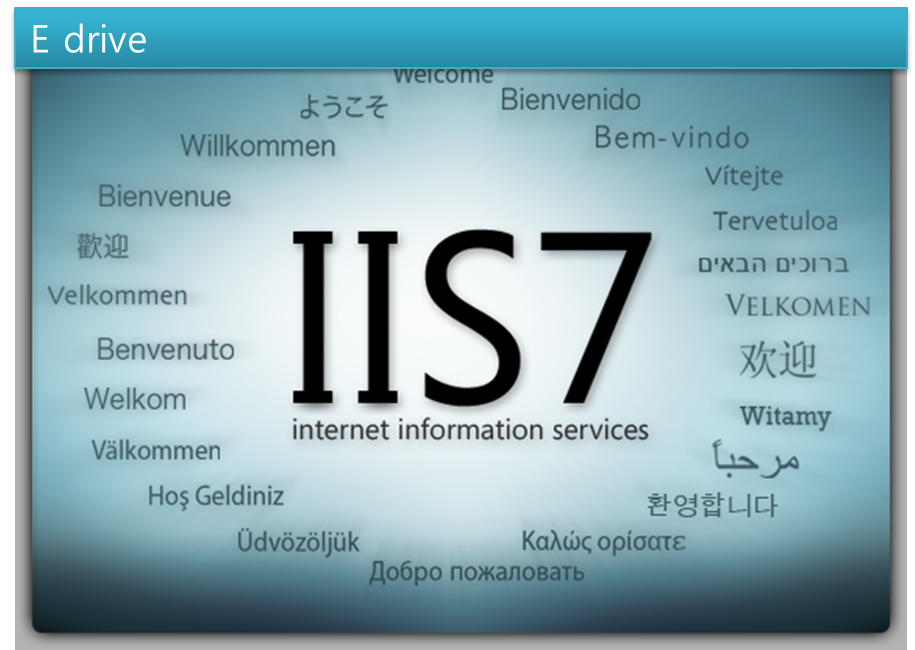 E drive
Welcome
ようこそ
Bienvenido
Willkommen
Bem-vindo
Bienvenue
Vítejte
歡迎
Tervetuloa
ברוכים הבאים
Velkommen
VELKOMEN
IIS7
internet information services
Benvenuto
欢迎
Welkom
Witamy
Välkommen
مرحباً
Hoş Geldiniz
환영합니다
Üdvözöljük
Καλώς ορίσατε
Добро пожаловать